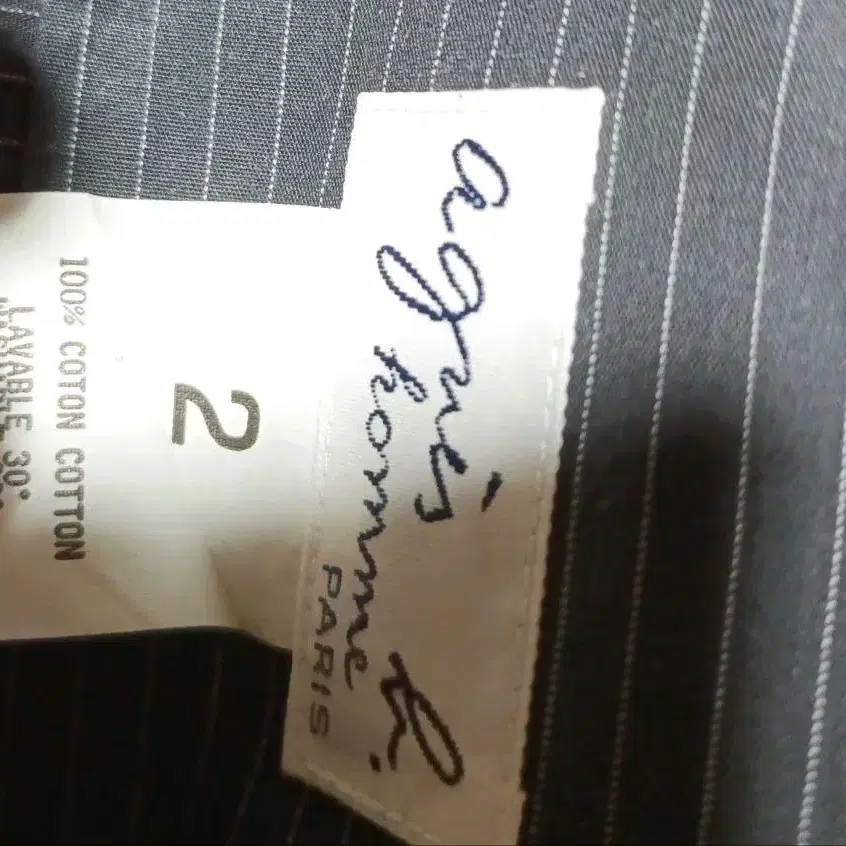 agnès b.
homme
PARIS
2
100% COTON COTTON
LAVABLE 30°